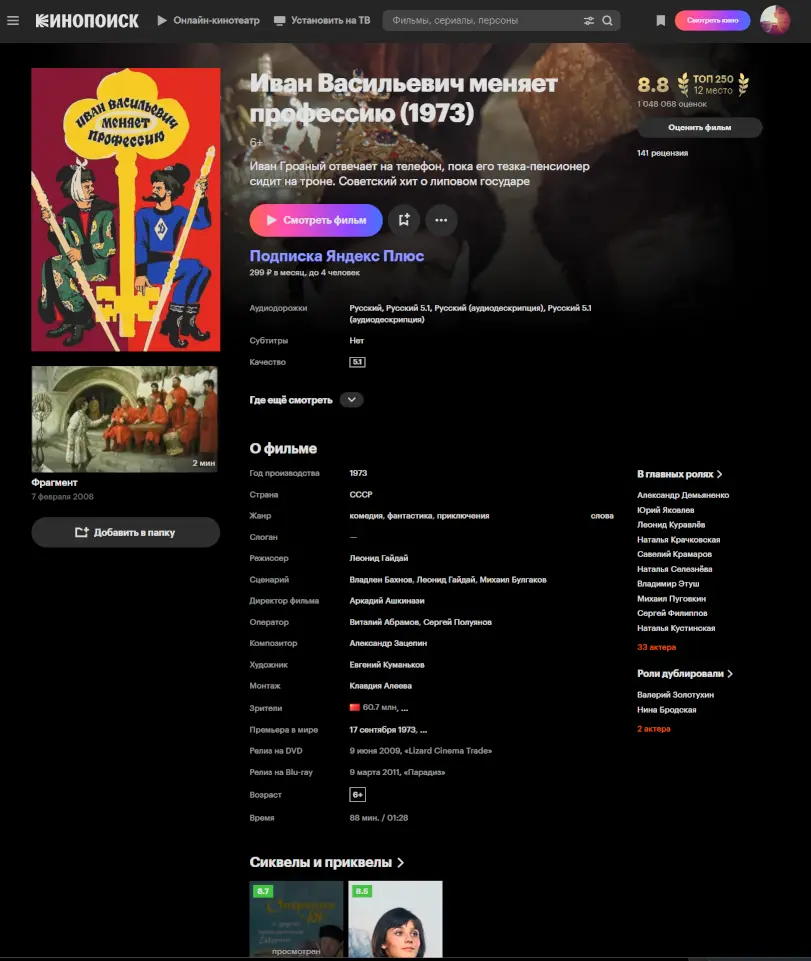 КИНОПОИСК
Онлайн-кинотеатр
Установить на ТВ
Фильмы, сериалы, персоны
Смотреть кино
ИВАН ВАСИЛЬЕВИЧ
МЕНЯЕТ
ПРОФЕССИЮ
Иван Васильевич меняет
профессию (1973)
6+
Иван Грозный отвечает на телефон, пока его тезка-пенсионер
сидит на троне. Советский хит о липовом государе
Смотреть фильм
Подписка Яндекс Плюс
299 ₽ в месяц, до 4 человек
8.8
ТОП 250
12 место
1 048 068 оценок
Оценить фильм
141 рецензия
Аудиодорожки Русский, Русский 5.1, Русский (аудиодескрипция), Русский 5.1
(аудиодескрипция)
Субтитры Нет
Качество 5.1
Где ещё смотреть
2 мин
Фрагмент
7 февраля 2008
Добавить в папку
О фильме
Год производства 1973
Страна СССР
Жанр комедия, фантастика, приключения слова
Слоган —
Режиссер Леонид Гайдай
Сценарий Владлен Бахнов, Леонид Гайдай, Михаил Булгаков
Директор фильма Аркадий Ашкинази
Оператор Виталий Абрамов, Сергей Полуянов
Композитор Александр Зацепин
Художник Евгений Куманьков
Монтаж Клавдия Алеева
Зрители 60.7 млн, ...
Премьера в мире 17 сентября 1973, ...
Релиз на DVD 9 июня 2009, «Lizard Cinema Trade»
Релиз на Blu-ray 9 марта 2011, «Парадиз»
Возраст 6+
Время 88 мин. / 01:28
В главных ролях
Александр Демьяненко
Юрий Яковлев
Леонид Куравлёв
Наталья Крачковская
Савелий Крамаров
Наталья Селезнёва
Владимир Этуш
Михаил Пуговкин
Сергей Филиппов
Наталья Кустинская
33 актера
Роли дублировали
Валерий Золотухин
Нина Бродская
2 актера
Сиквелы и приквелы
8.7
8.5
просмотрен